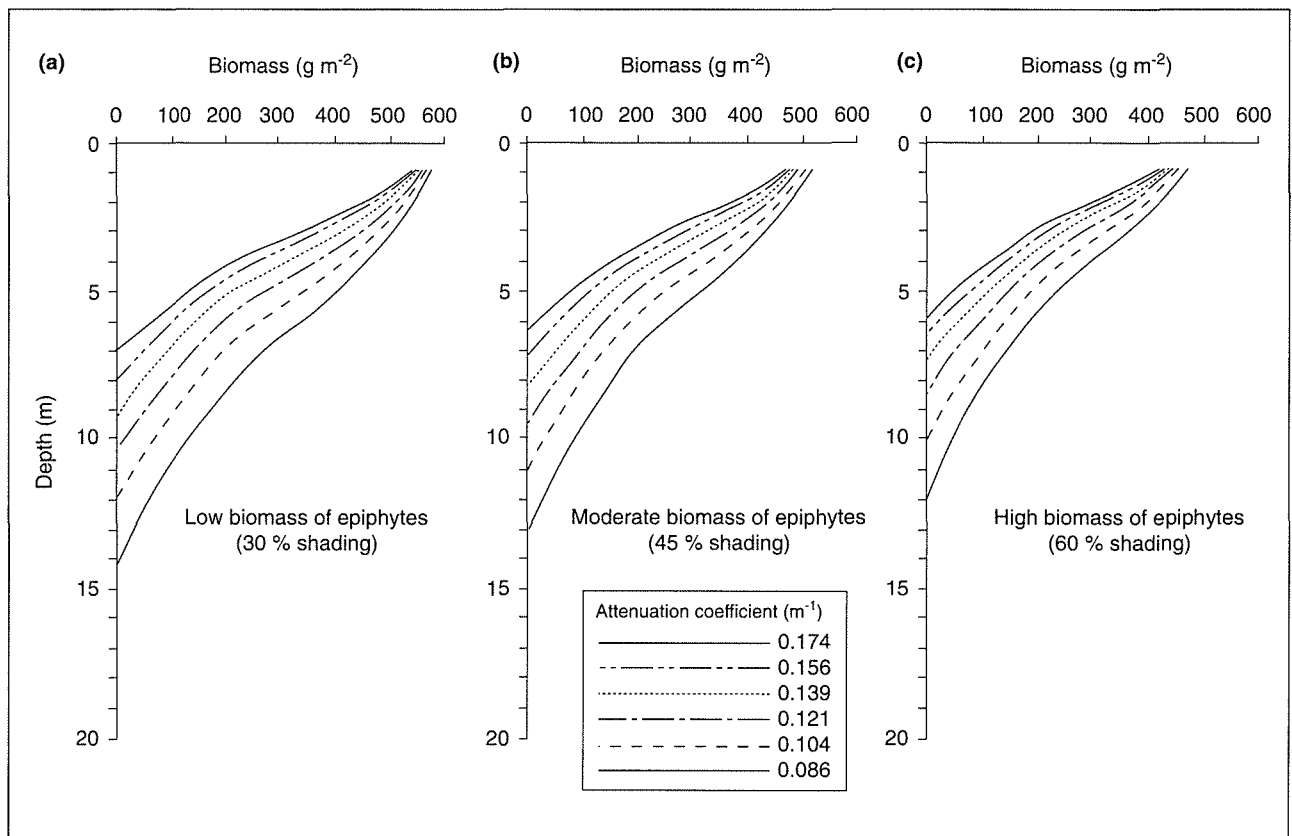 (a)
Biomass (g m-2)
0 100 200 300 400 500 600
0
5
10
15
20
Depth (m)
Low biomass of epiphytes
(30 % shading)
(b)
Biomass (g m-2)
0 100 200 300 400 500 600
0
5
10
15
20
Moderate biomass of epiphytes
(45 % shading)
(c)
Biomass (g m-2)
0 100 200 300 400 500 600
0
5
10
15
20
High biomass of epiphytes
(60 % shading)
Attenuation coefficient (m-1)
0.174
0.156
0.139
0.121
0.104
0.086